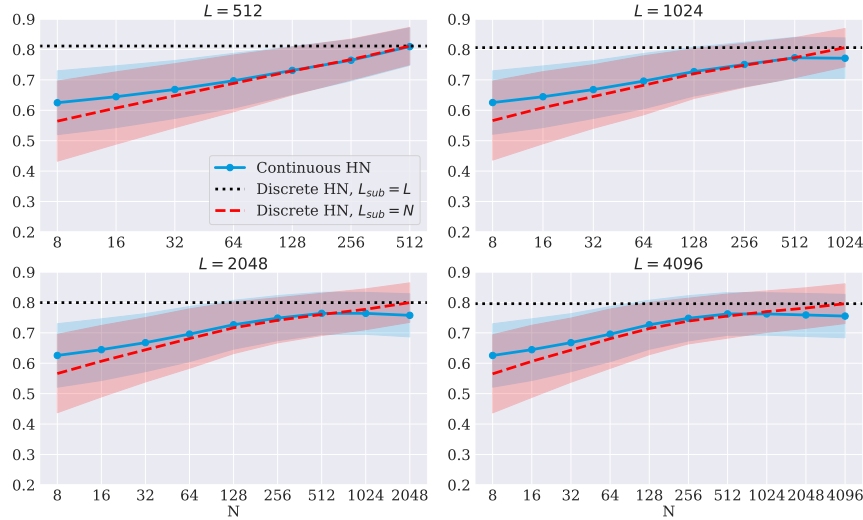 L = 512
0.9
0.8
0.7
0.6
0.5
0.4
0.3
0.2
8 16 32 64 128 256 512
Continuous HN
Discrete HN, L_sub = L
Discrete HN, L_sub = N
L = 1024
0.9
0.8
0.7
0.6
0.5
0.4
0.3
0.2
8 16 32 64 128 256 512 1024
L = 2048
0.9
0.8
0.7
0.6
0.5
0.4
0.3
0.2
8 16 32 64 128 256 512 1024 2048
N
L = 4096
0.9
0.8
0.7
0.6
0.5
0.4
0.3
0.2
8 16 32 64 128 256 512 1024 2048 4096
N